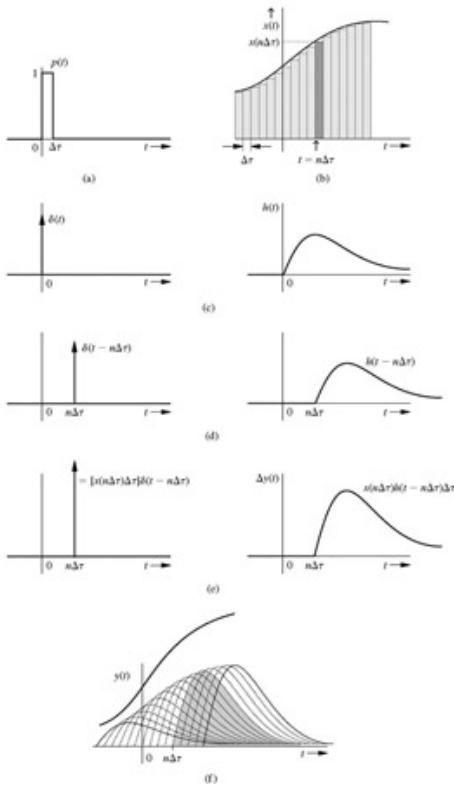 x(t)
1
p(t)
x(nΔτ)
0
Δτ
t
Δτ
t = nΔτ
t
(a)
(b)
δ(t)
h(t)
0
t
0
t
(c)
δ(t − nΔτ)
h(t − nΔτ)
0
nΔτ
t
0
nΔτ
t
(d)
= [x(nΔτ)Δτ]δ(t − nΔτ)
Δy(t)
x(nΔτ)h(t − nΔτ)Δτ
0
nΔτ
t
0
nΔτ
t
(e)
y(t)
0
nΔτ
t
(f)